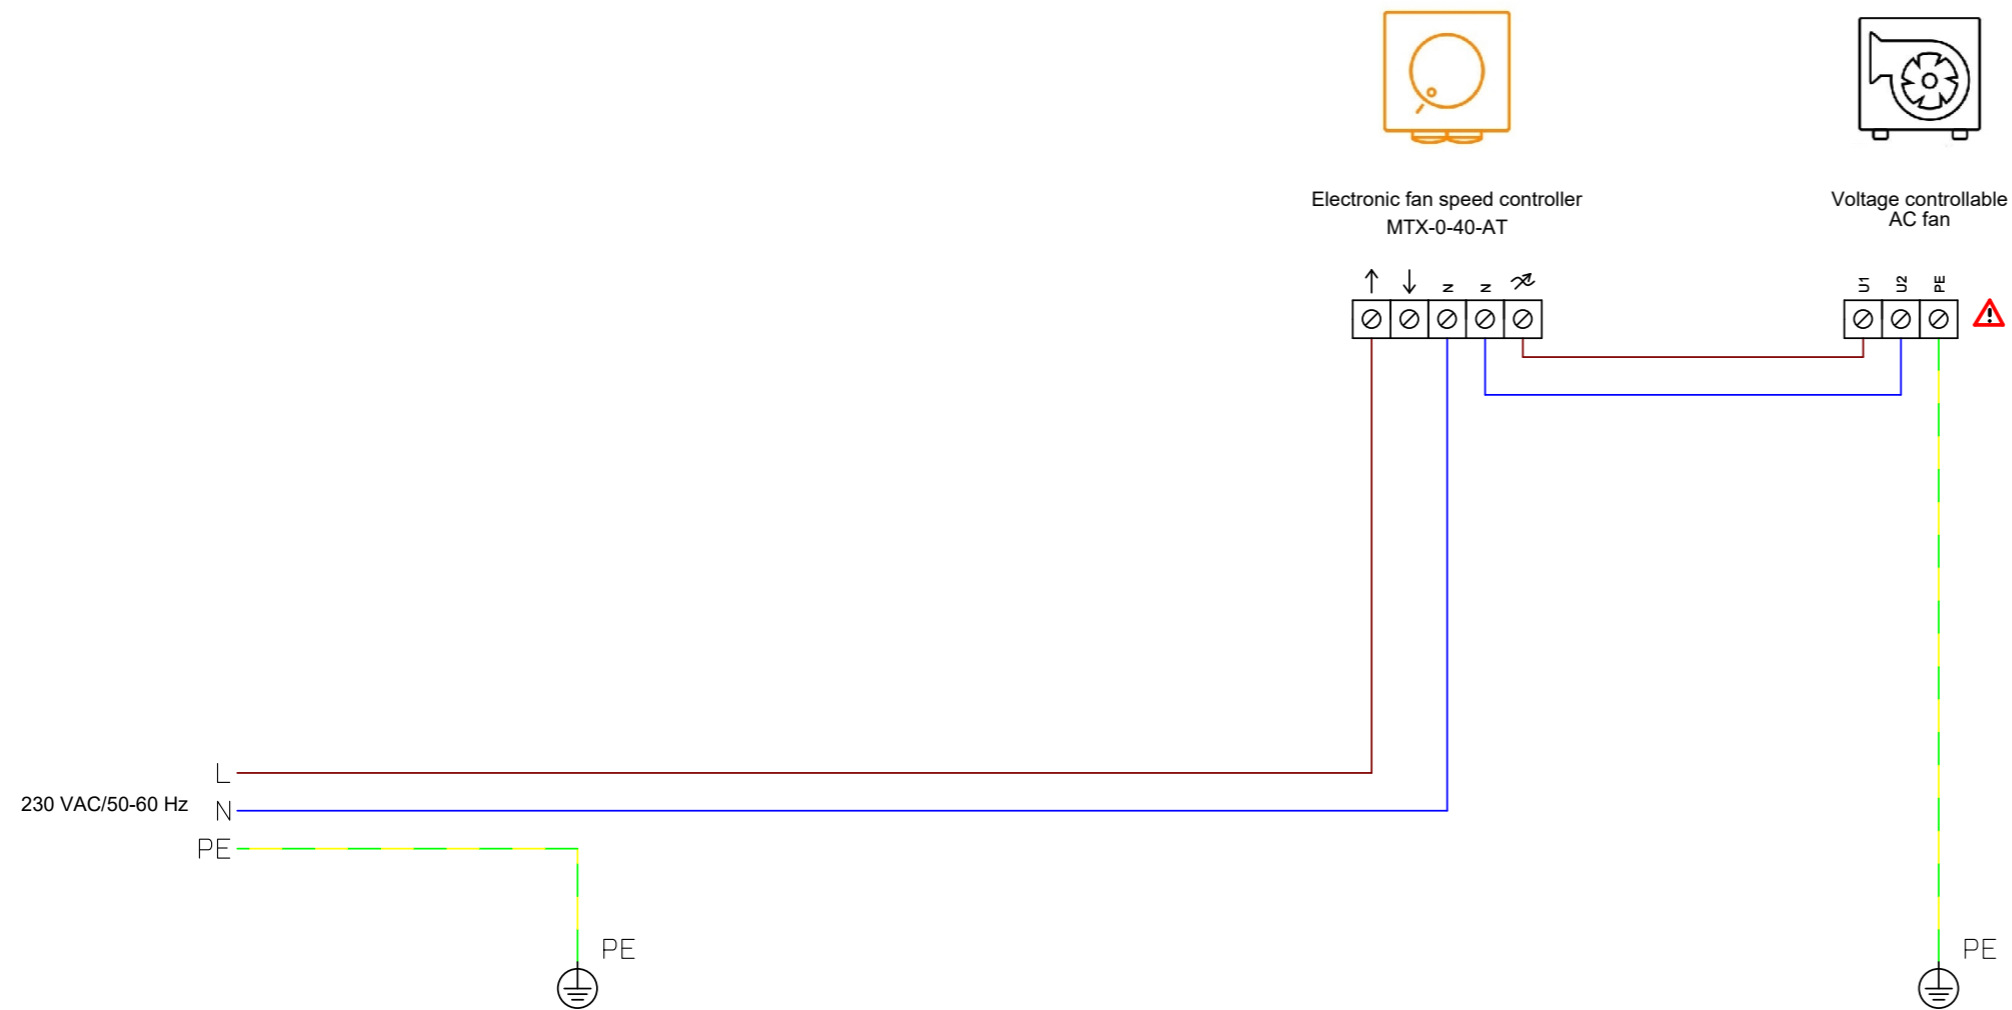 Electronic fan speed controller
MTX-0-40-AT
Voltage controllable
AC fan
N
N
U1
U2
PE
L
230 VAC/50-60 Hz
N
PE
PE
PE